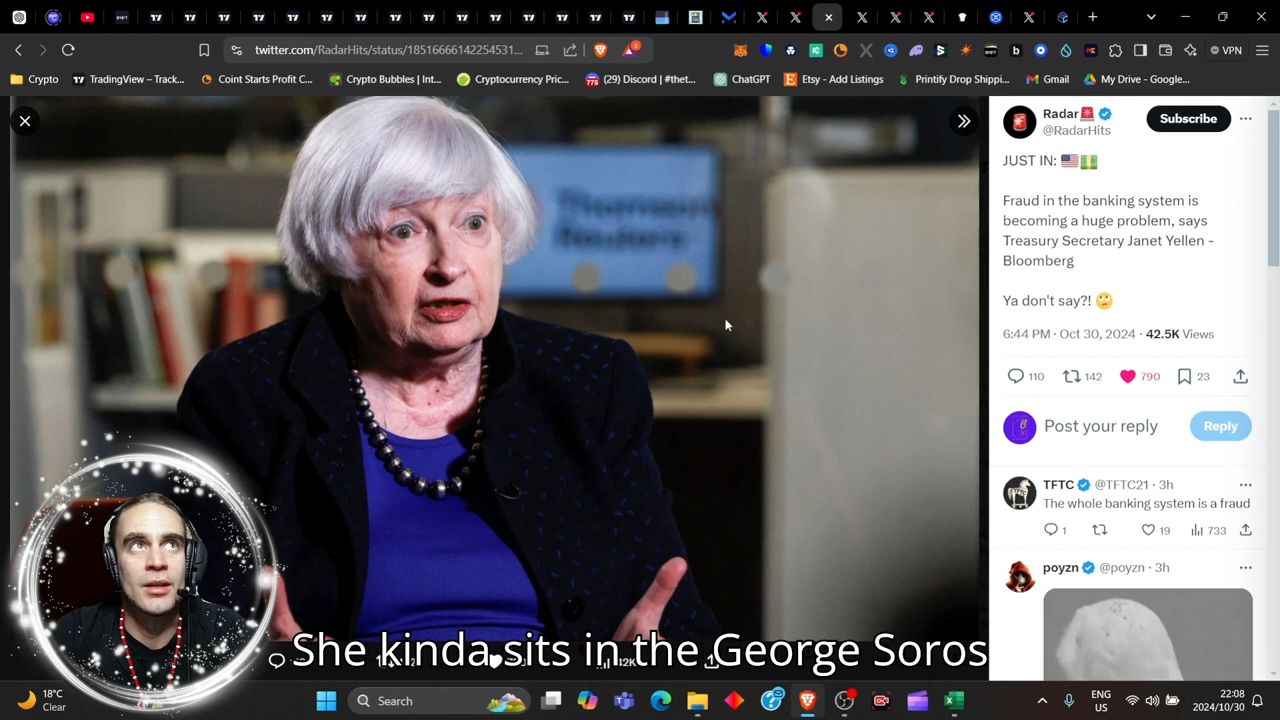 twitter.com/RadarHits/status/18516666142254531...
3
VPN
Crypto
TradingView – Track...
Coint Starts Profit C...
Crypto Bubbles | Int...
Cryptocurrency Pric...
(29) Discord | #thet...
ChatGPT
Etsy - Add Listings
Printify Drop Shippi...
Gmail
My Drive - Google...
Thomson
Reuters
Radar
@RadarHits
Subscribe
JUST IN:
Fraud in the banking system is
becoming a huge problem, says
Treasury Secretary Janet Yellen -
Bloomberg
Ya don't say?!
6:44 PM · Oct 30, 2024 · 42.5K Views
110 142 790 23
Post your reply
Reply
TFTC @TFTC21 · 3h
The whole banking system is a fraud
1 19 733
poyzn @poyzn · 3h
She kinda sits in the George Soros
18°C
Clear
Search
ENG
US
22:08
2024/10/30